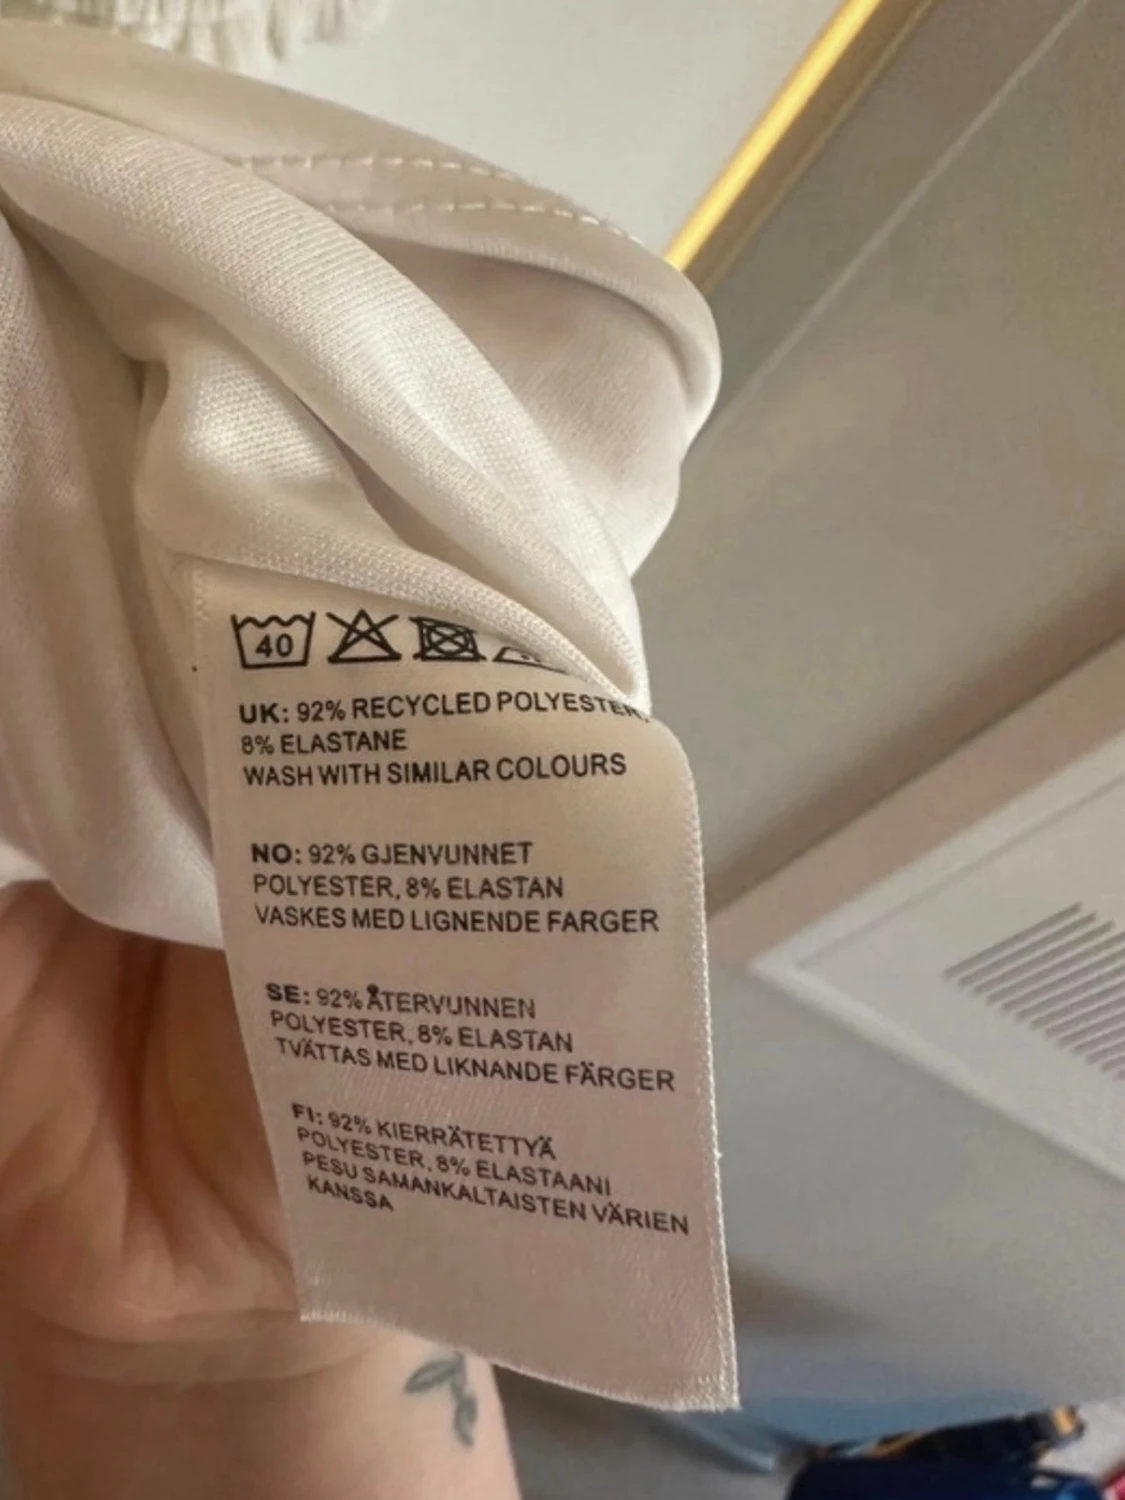 40
UK: 92% RECYCLED POLYESTER,
8% ELASTANE
WASH WITH SIMILAR COLOURS
NO: 92% GJENVUNNET
POLYESTER, 8% ELASTAN
VASKES MED LIGNENDE FARGER
SE: 92% ÅTERVUNNEN
POLYESTER, 8% ELASTAN
TVÄTTAS MED LIKNANDE FÄRGER
FI: 92% KIERRÄTETTYÄ
POLYESTER, 8% ELASTAANI
PESU SAMANKALTAISTEN VÄRIEN
KANSSA